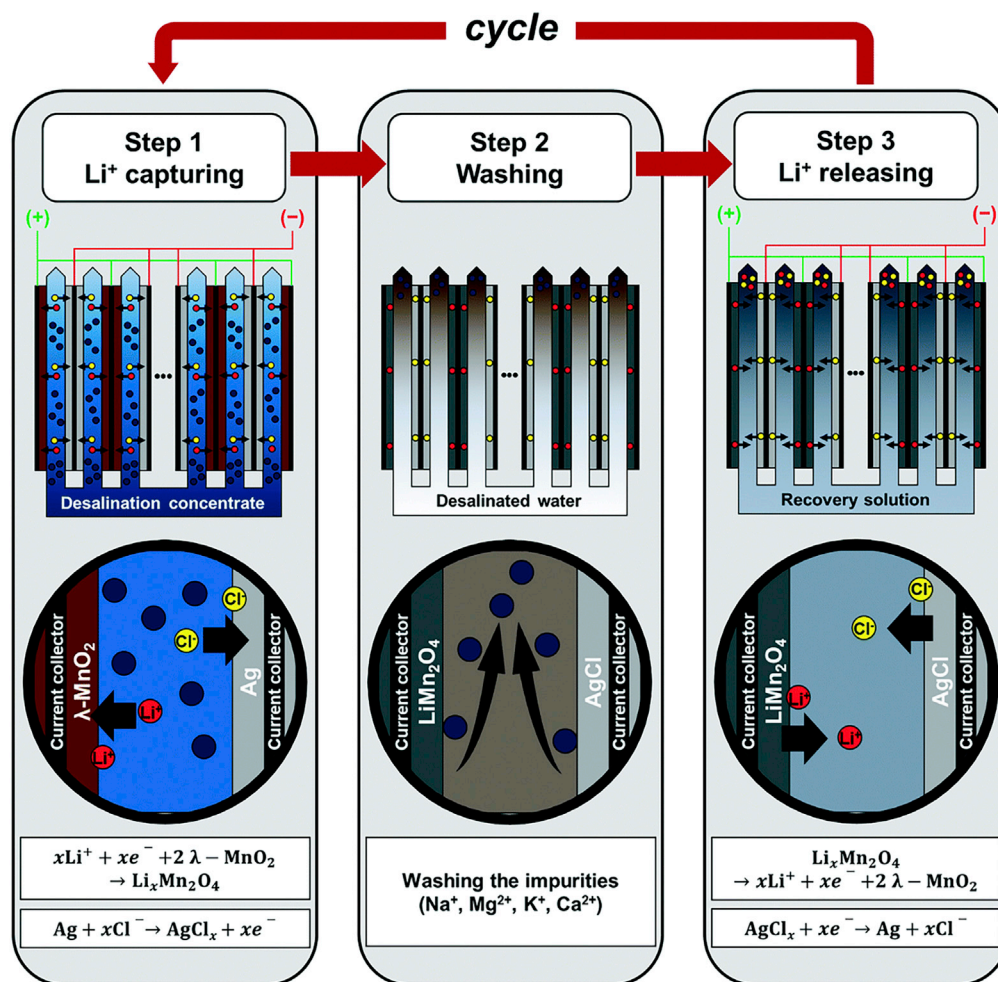 cycle
Step 1
Li⁺ capturing
(+)
(−)
Desalination concentrate
Current collector
λ-MnO₂
Cl⁻
Cl⁻
Li⁺
Li⁺
Ag
Current collector
xLi⁺ + xe⁻ +2 λ − MnO₂
→ LiₓMn₂O₄
Ag + xCl⁻ → AgClₓ + xe⁻
Step 2
Washing
Desalinated water
Current collector
LiMn₂O₄
AgCl
Current collector
Washing the impurities
(Na⁺, Mg²⁺, K⁺, Ca²⁺)
Step 3
Li⁺ releasing
(+)
(−)
Recovery solution
Current collector
LiMn₂O₄
Cl⁻
Cl⁻
Li⁺
Li⁺
AgCl
Current collector
LiₓMn₂O₄
→ xLi⁺ + xe⁻ +2 λ − MnO₂
AgClₓ + xe⁻ → Ag + xCl⁻